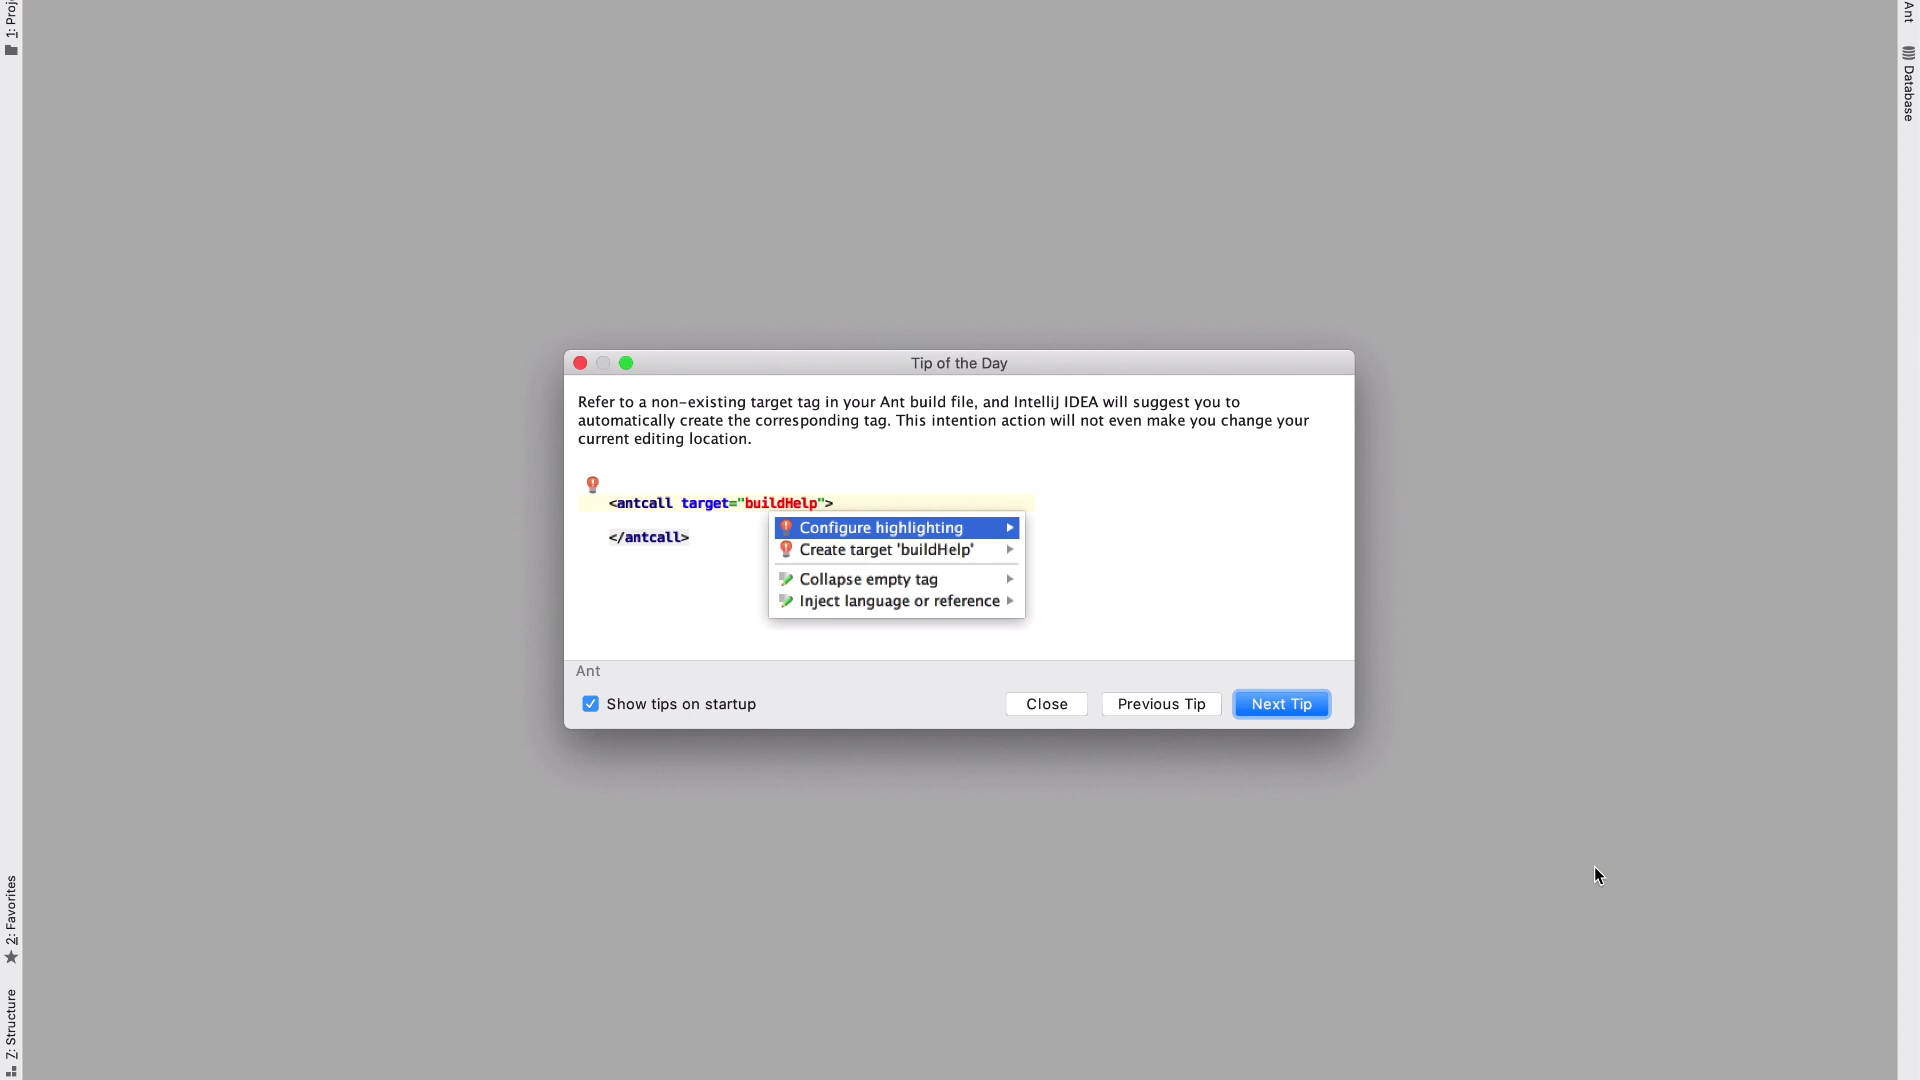 1: Proj
Ant
Database
Tip of the Day
Refer to a non-existing target tag in your Ant build file, and IntelliJ IDEA will suggest you to
automatically create the corresponding tag. This intention action will not even make you change your
current editing location.
<antcall target="buildHelp">
</antcall>
Configure highlighting
Create target 'buildHelp'
Collapse empty tag
Inject language or reference
Ant
Show tips on startup
Close
Previous Tip
Next Tip
2: Favorites
Z: Structure